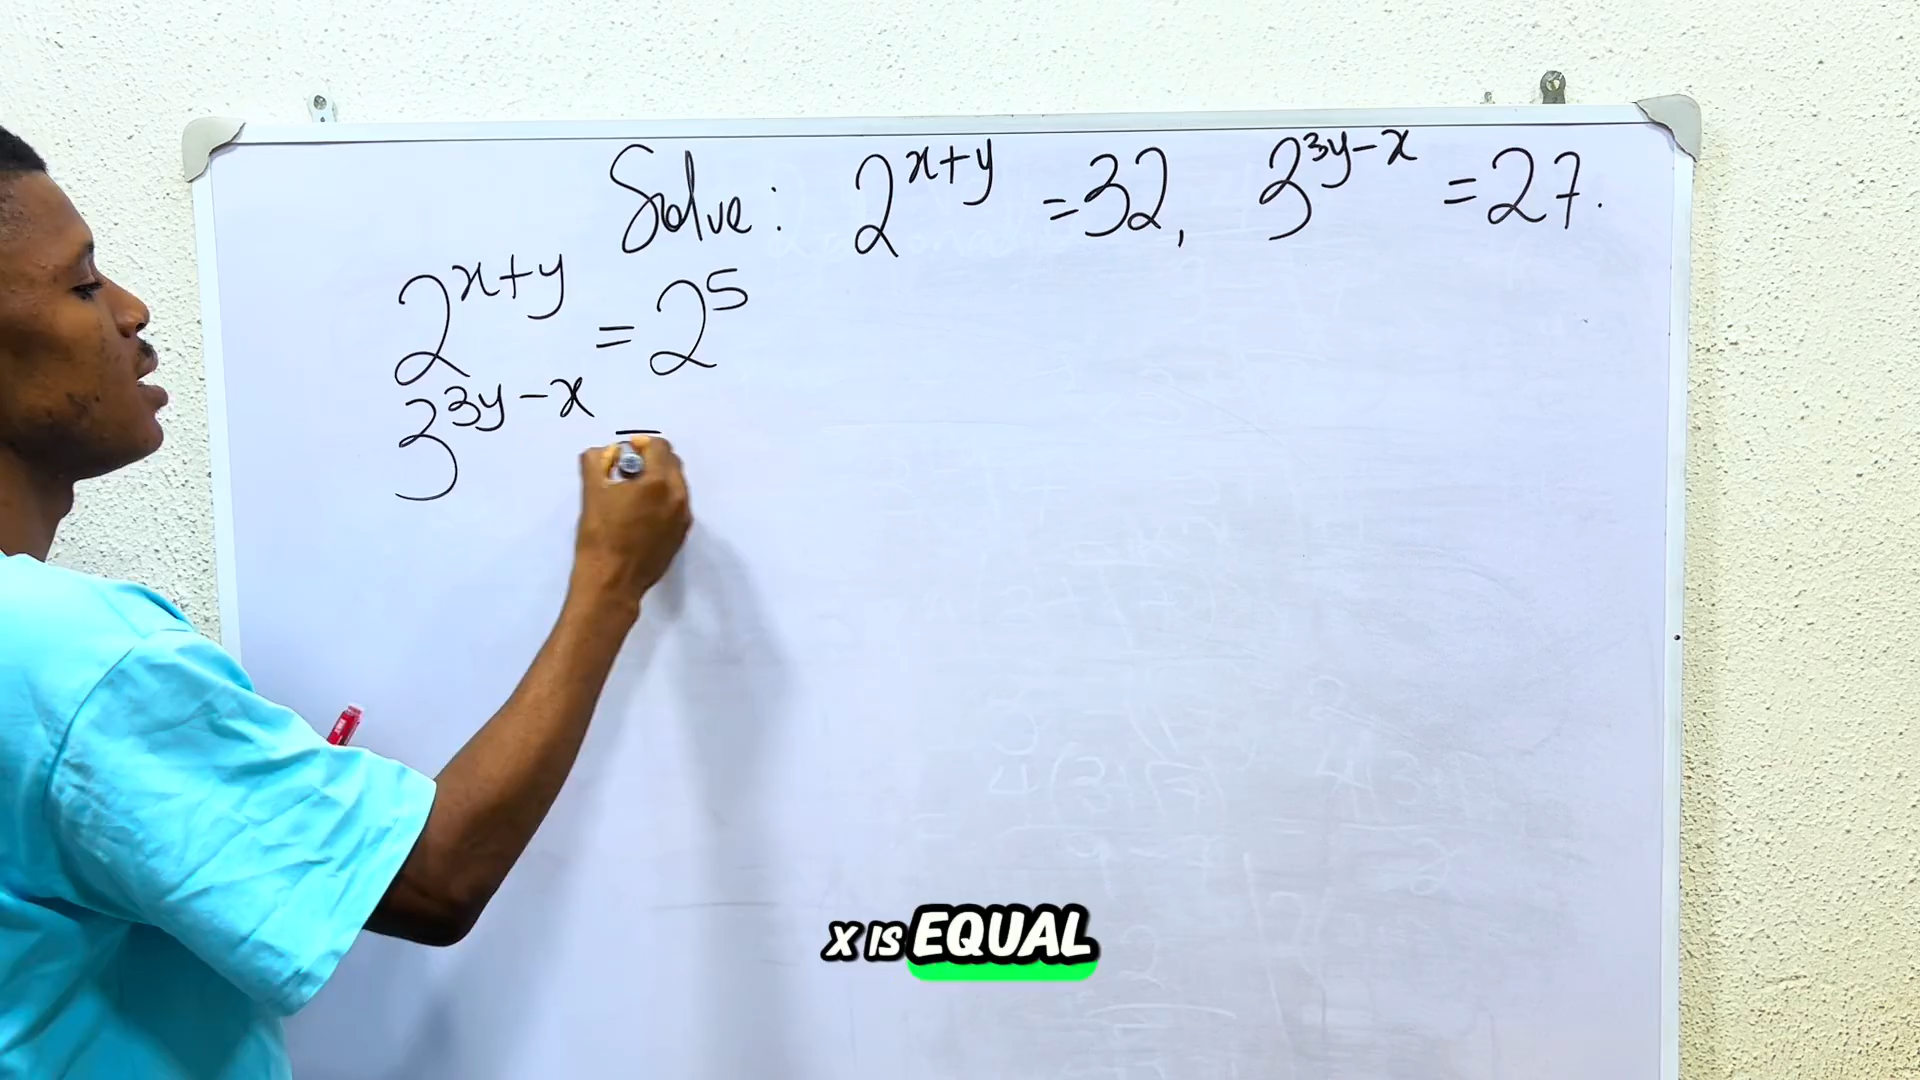 Solve: 2^{x+y} = 32, 3^{3y-x} = 27.
2^{x+y} = 2^5
3^{3y-x} =
X IS EQUAL